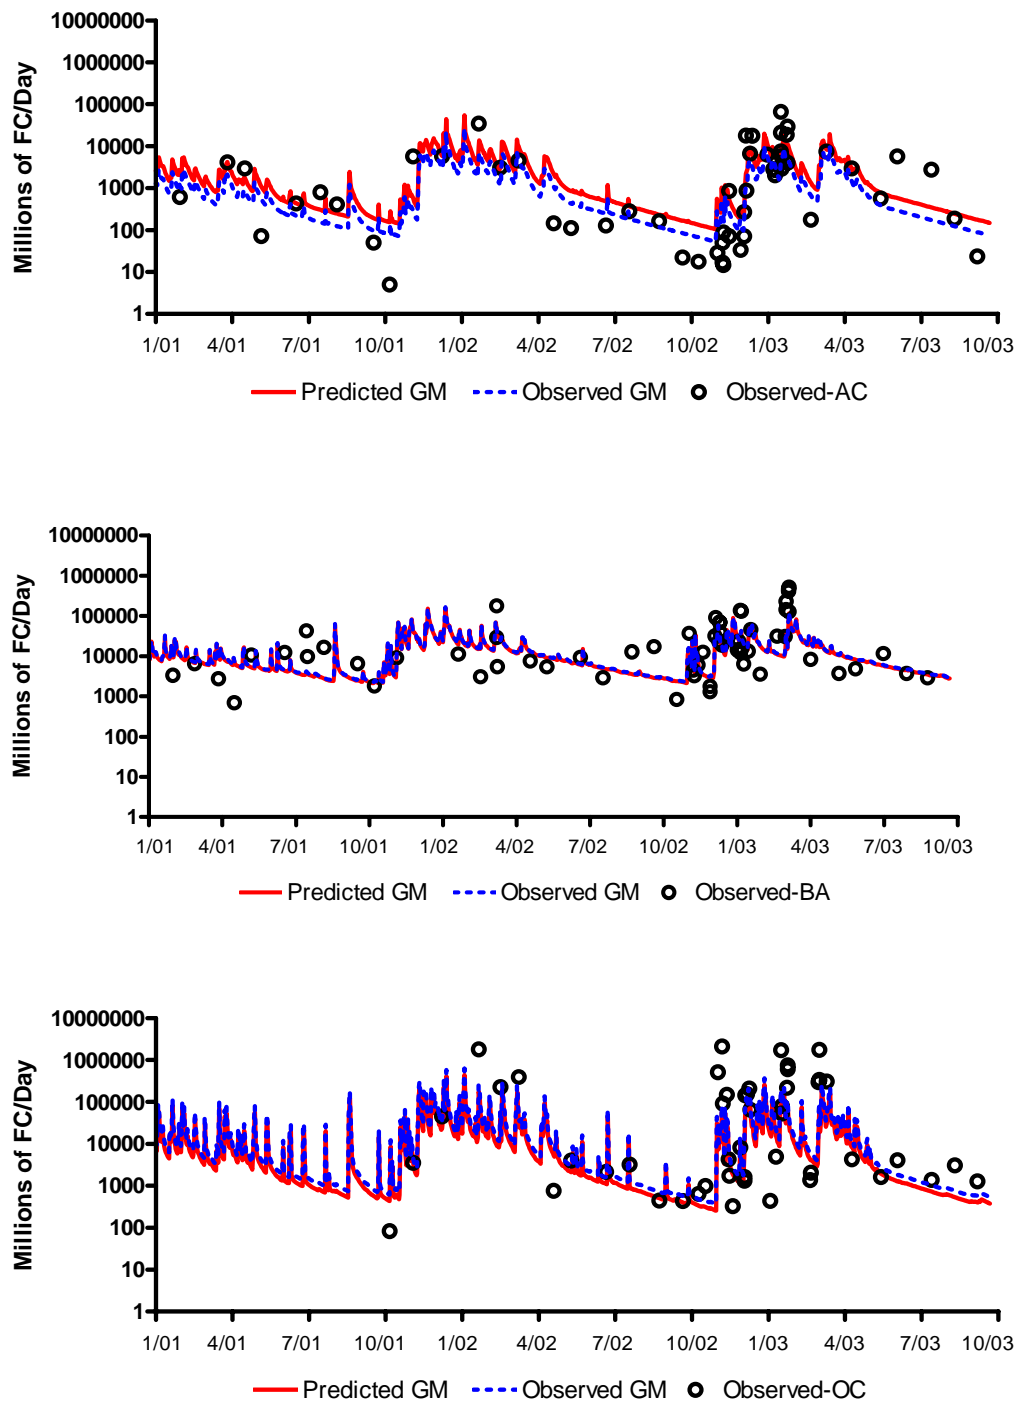 10000000
1000000
100000
10000
1000
100
10
1
Millions of FC/Day
1/01 4/01 7/01 10/01 1/02 4/02 7/02 10/02 1/03 4/03 7/03 10/03
Predicted GM Observed GM Observed-AC
10000000
1000000
100000
10000
1000
100
10
1
Millions of FC/Day
1/01 4/01 7/01 10/01 1/02 4/02 7/02 10/02 1/03 4/03 7/03 10/03
Predicted GM Observed GM Observed-BA
10000000
1000000
100000
10000
1000
100
10
1
Millions of FC/Day
1/01 4/01 7/01 10/01 1/02 4/02 7/02 10/02 1/03 4/03 7/03 10/03
Predicted GM Observed GM Observed-OC